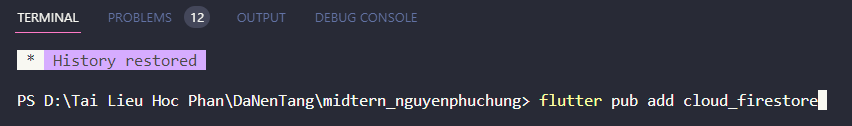 TERMINAL PROBLEMS 12 OUTPUT DEBUG CONSOLE
* History restored
PS D:\Tai Lieu Hoc Phan\DaNenTang\midtern_nguyenphuchung> flutter pub add cloud_firestore